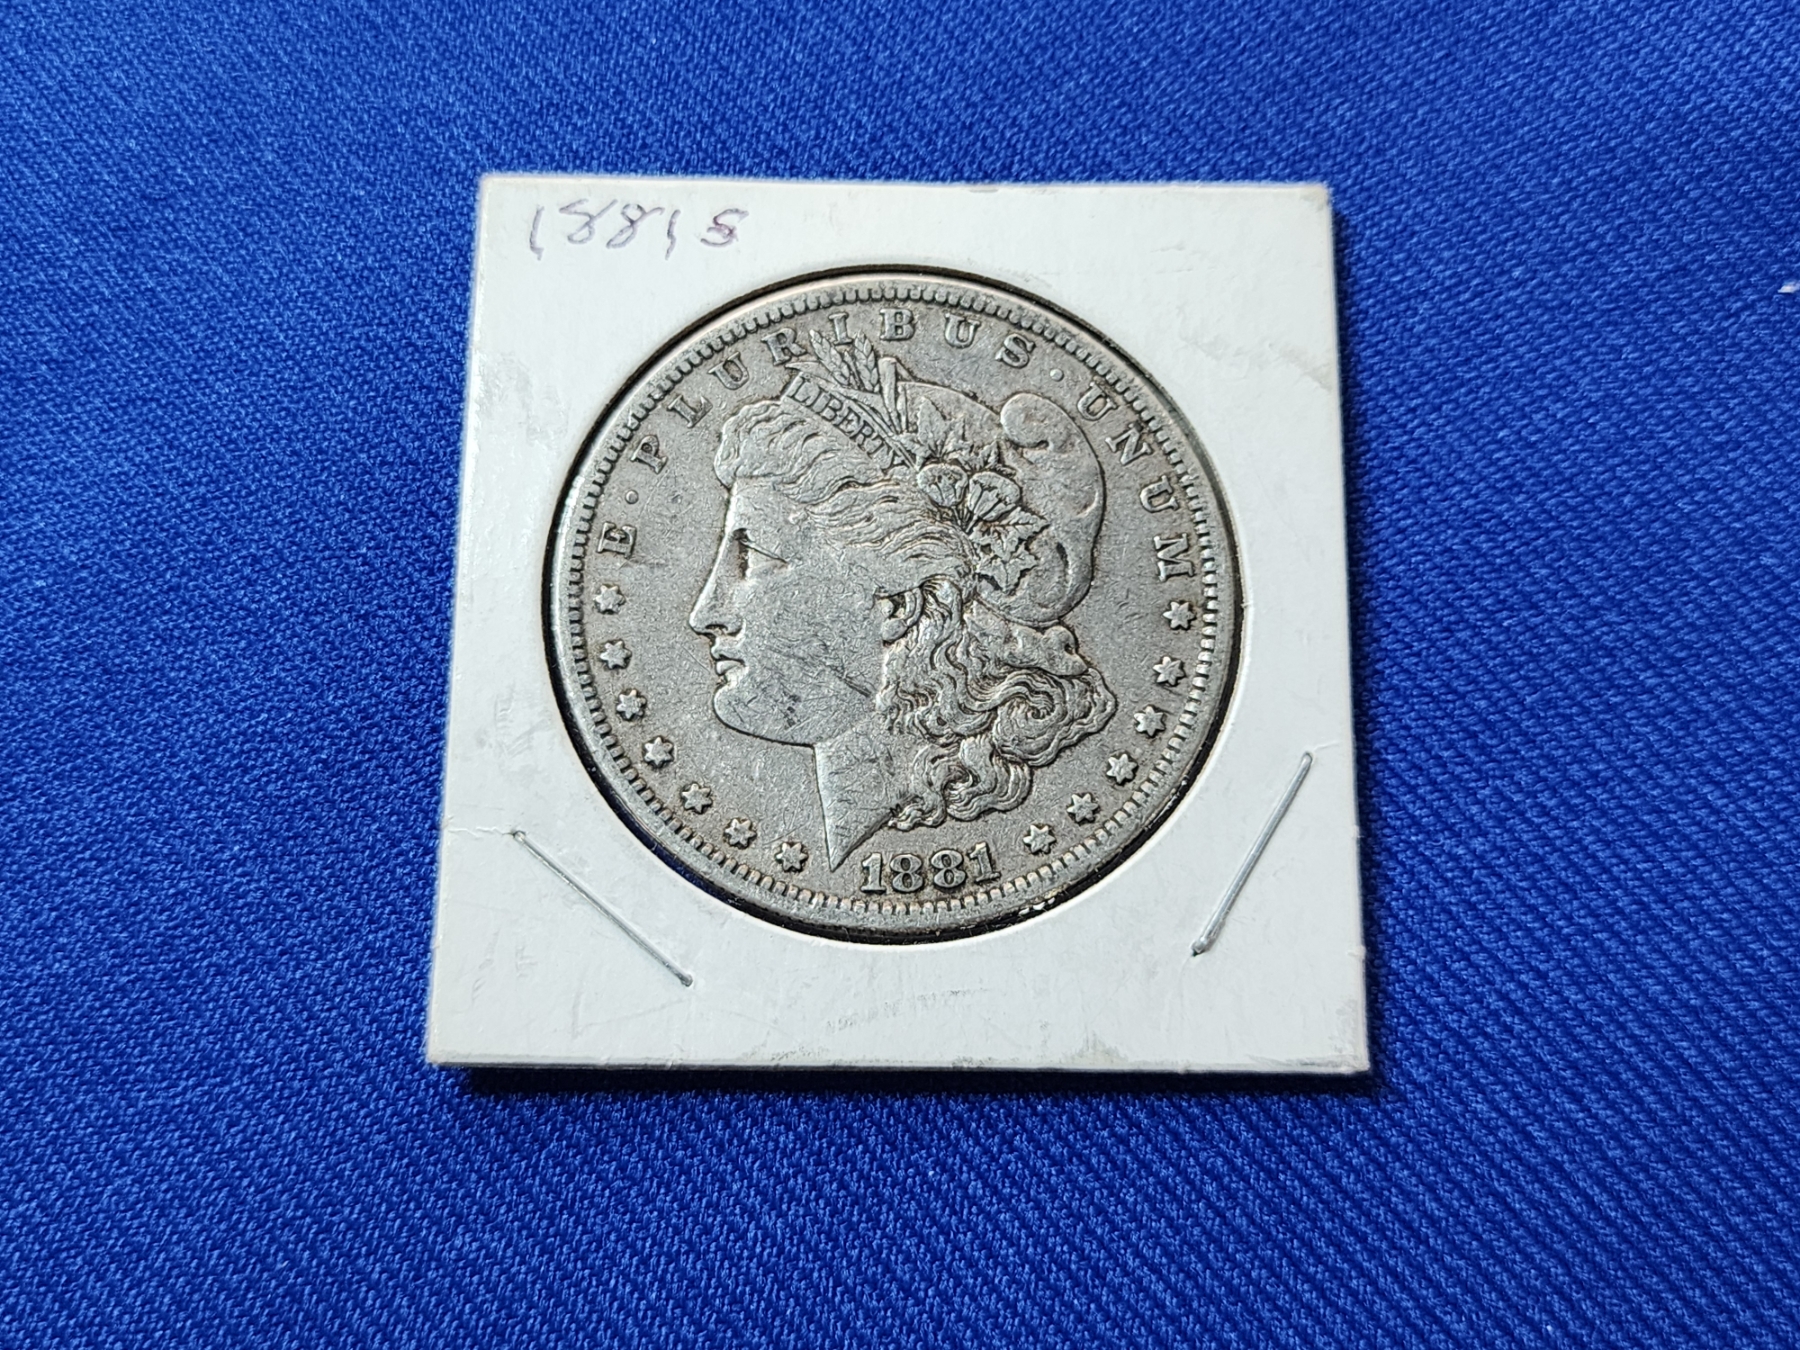 1881s
E · PLURIBUS · UNUM
LIBERTY
1881